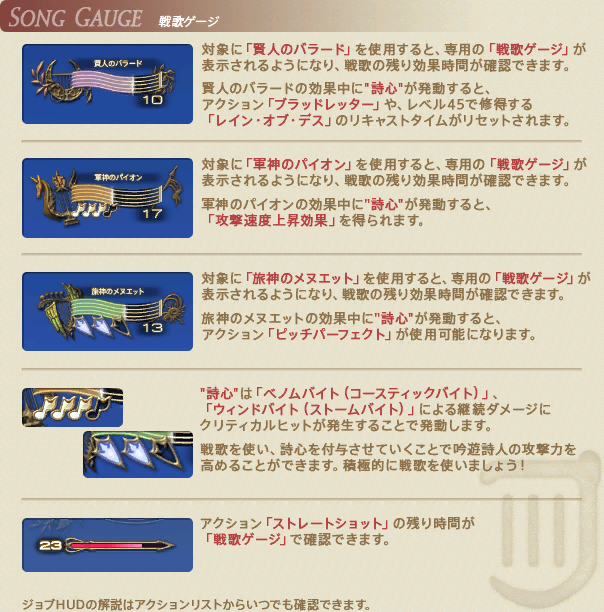 SONG GAUGE 戦歌ゲージ
賢人のバラード
10
対象に「賢人のバラード」を使用すると、専用の「戦歌ゲージ」が
表示されるようになり、戦歌の残り効果時間が確認できます。
賢人のバラードの効果中に"詩心"が発動すると、
アクション「ブラッドレッター」や、レベル45で修得する
「レイン・オブ・デス」のリキャストタイムがリセットされます。
軍神のパイオン
17
対象に「軍神のパイオン」を使用すると、専用の「戦歌ゲージ」が
表示されるようになり、戦歌の残り効果時間が確認できます。
軍神のパイオンの効果中に"詩心"が発動すると、
「攻撃速度上昇効果」を得られます。
旅神のメヌエット
13
対象に「旅神のメヌエット」を使用すると、専用の「戦歌ゲージ」が
表示されるようになり、戦歌の残り効果時間が確認できます。
旅神のメヌエットの効果中に"詩心"が発動すると、
アクション「ピッチパーフェクト」が使用可能になります。
"詩心"は「ベノムバイト（コースティックバイト）」、
「ウィンドバイト（ストームバイト）」による継続ダメージに
クリティカルヒットが発生することで発動します。
戦歌を使い、詩心を付与させていくことで吟遊詩人の攻撃力を
高めることができます。積極的に戦歌を使いましょう！
23
アクション「ストレートショット」の残り時間が
「戦歌ゲージ」で確認できます。
ジョブHUDの解説はアクションリストからいつでも確認できます。